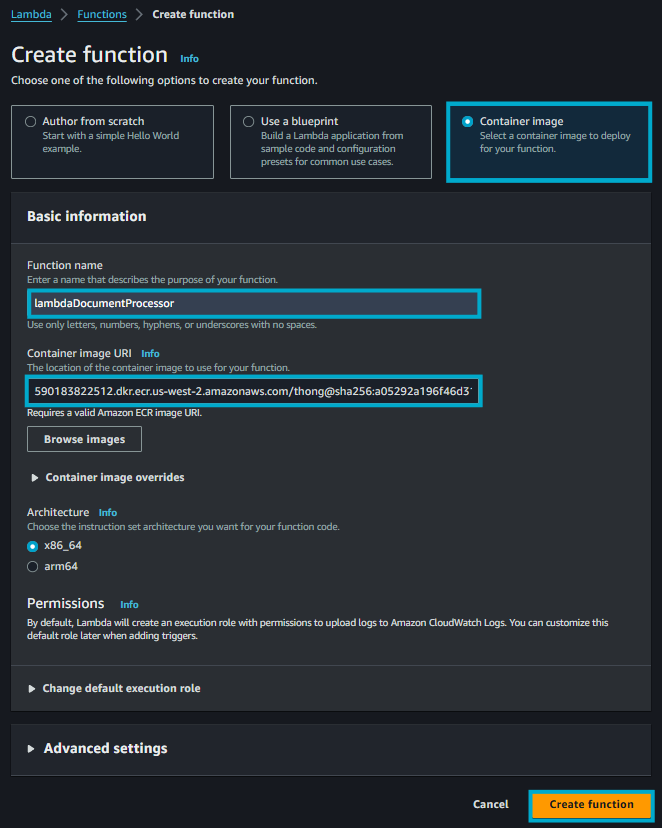 Lambda > Functions > Create function
Create function Info
Choose one of the following options to create your function.
Author from scratch
Start with a simple Hello World
example.
Use a blueprint
Build a Lambda application from
sample code and configuration
presets for common use cases.
Container image
Select a container image to deploy
for your function.
Basic information
Function name
Enter a name that describes the purpose of your function.
lambdaDocumentProcessor
Use only letters, numbers, hyphens, or underscores with no spaces.
Container image URI Info
The location of the container image to use for your function.
590183822512.dkr.ecr.us-west-2.amazonaws.com/thong@sha256:a05292a196f46d3
Requires a valid Amazon ECR image URI.
Browse images
Container image overrides
Architecture Info
Choose the instruction set architecture you want for your function code.
x86_64
arm64
Permissions Info
By default, Lambda will create an execution role with permissions to upload logs to Amazon CloudWatch Logs. You can customize this
default role later when adding triggers.
Change default execution role
Advanced settings
Cancel
Create function